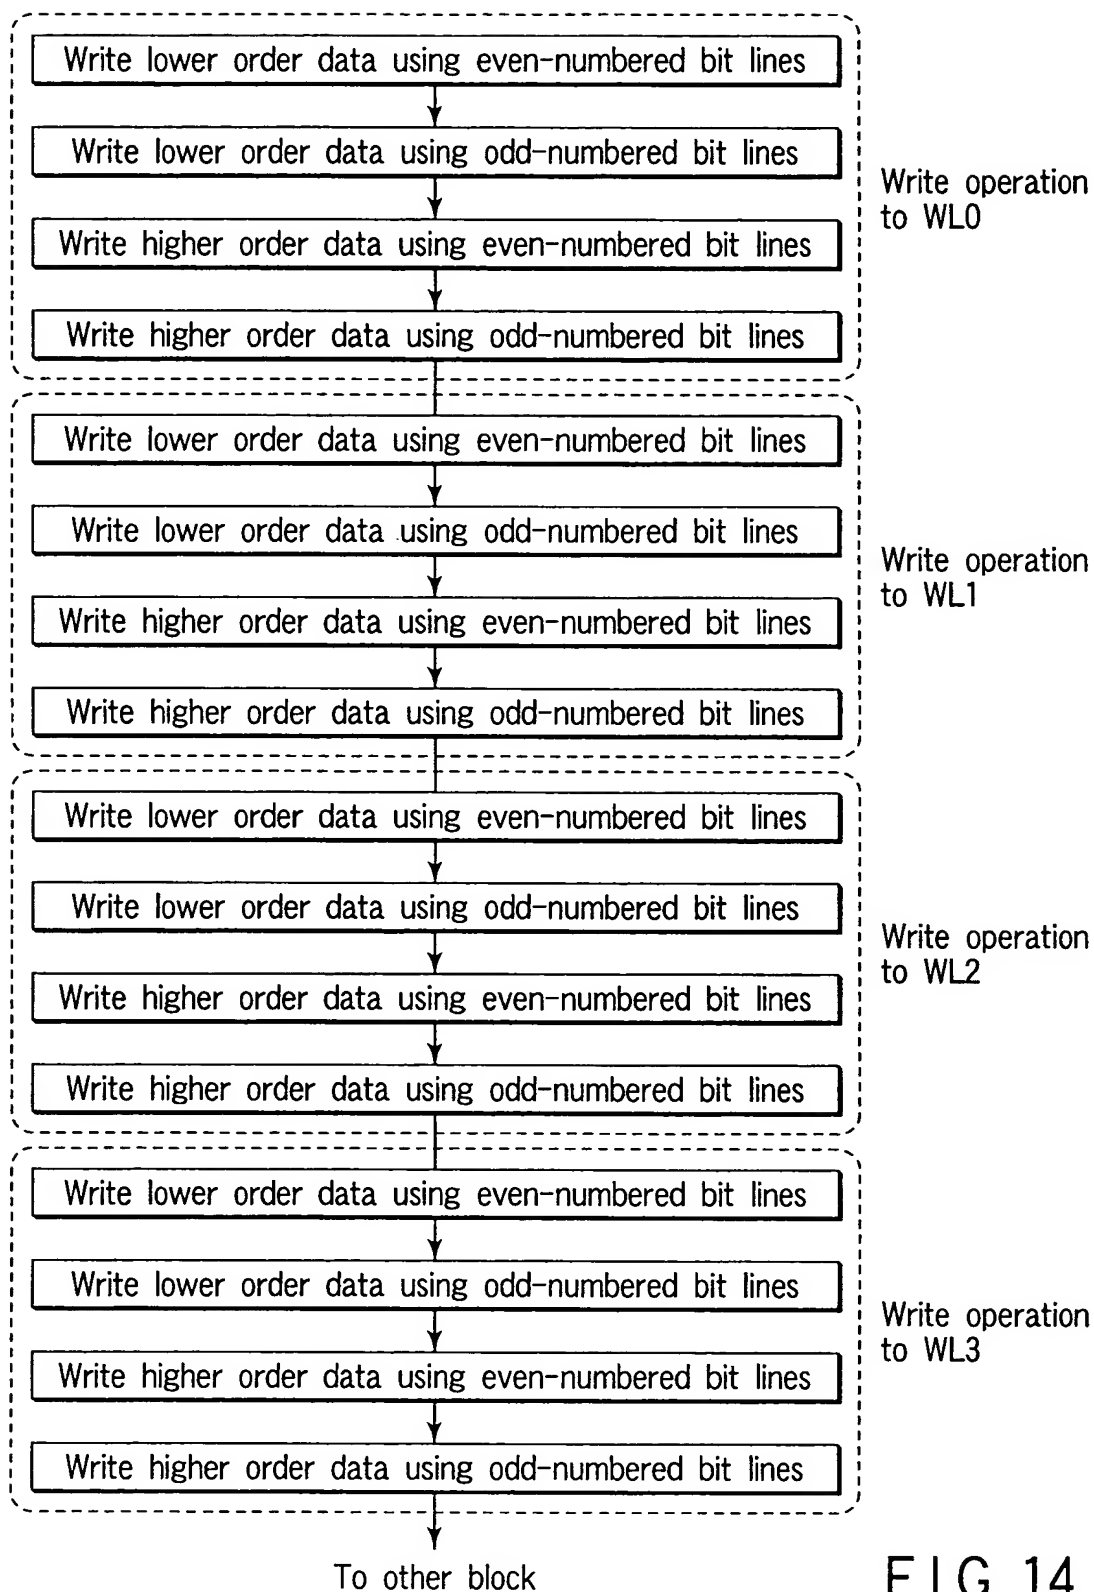 Write lower order data using even-numbered bit lines
Write lower order data using odd-numbered bit lines
Write higher order data using even-numbered bit lines
Write higher order data using odd-numbered bit lines
Write operation
to WL0
Write lower order data using even-numbered bit lines
Write lower order data using odd-numbered bit lines
Write higher order data using even-numbered bit lines
Write higher order data using odd-numbered bit lines
Write operation
to WL1
Write lower order data using even-numbered bit lines
Write lower order data using odd-numbered bit lines
Write higher order data using even-numbered bit lines
Write higher order data using odd-numbered bit lines
Write operation
to WL2
Write lower order data using even-numbered bit lines
Write lower order data using odd-numbered bit lines
Write higher order data using even-numbered bit lines
Write higher order data using odd-numbered bit lines
Write operation
to WL3
To other block
FIG. 14